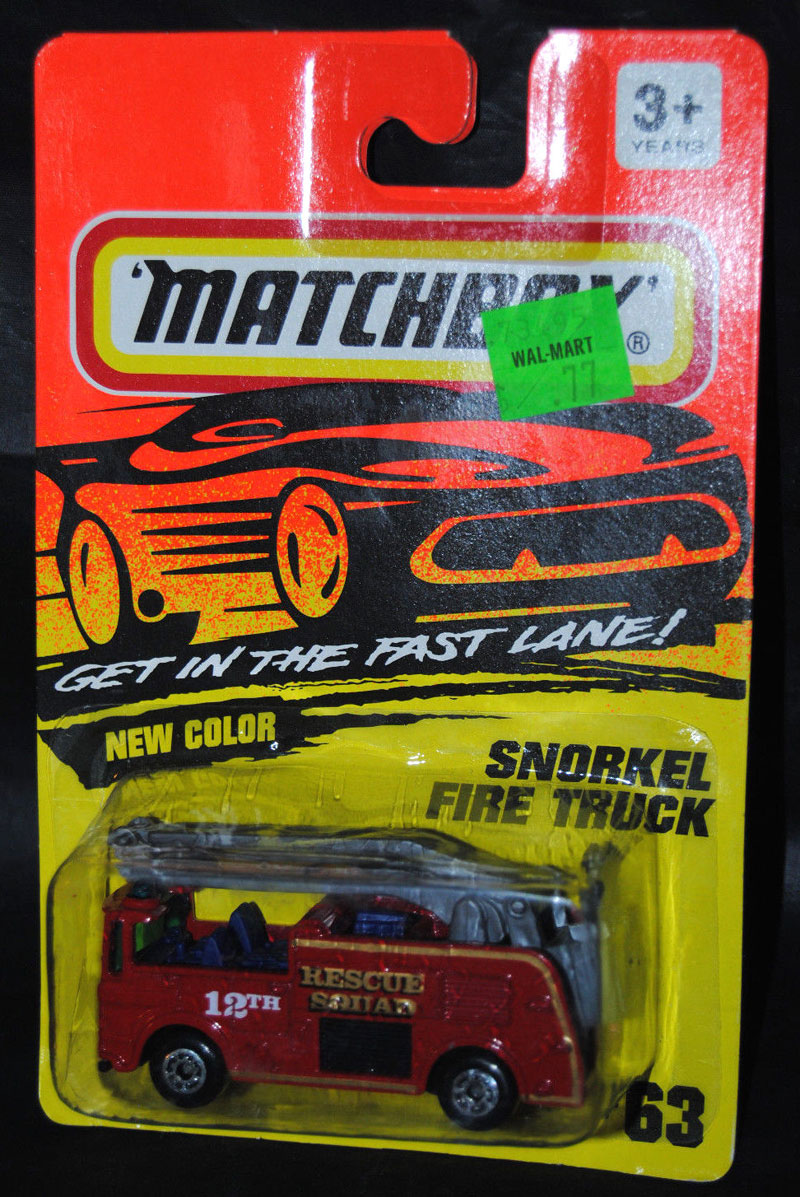 3+
YEARS
'MATCHBOX'
®
WAL-MART
.77
GET IN THE FAST LANE!
NEW COLOR
SNORKEL
FIRE TRUCK
RESCUE
SQUAD
12TH
63